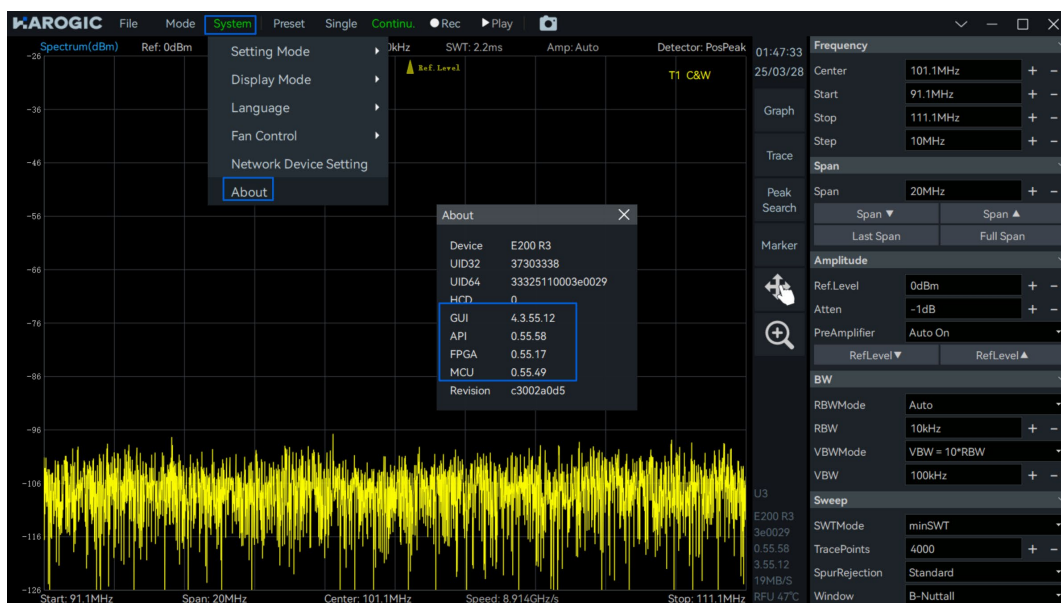 HAROGIC File Mode System Preset Single Continu. Rec Play
Spectrum(dBm) Ref: 0dBm 0kHz SWT: 2.2ms Amp: Auto Detector: PosPeak
Ref.Level
T1 C&W
-26
-36
-46
-56
-66
-76
-86
-96
-106
-116
-126
Start: 91.1MHz Span: 20MHz Center: 101.1MHz Speed: 8.914GHz/s Stop: 111.1MHz
Setting Mode
Display Mode
Language
Fan Control
Network Device Setting
About
About
Device E200 R3
UID32 37303338
UID64 33325110003e0029
HCD 0
GUI 4.3.55.12
API 0.55.58
FPGA 0.55.17
MCU 0.55.49
Revision c3002a0d5
01:47:33
25/03/28
Graph
Trace
Peak
Search
Marker
U3
E200 R3
3e0029
0.55.58
3.55.12
19MB/S
RFU 47°C
Frequency
Center 101.1MHz + -
Start 91.1MHz + -
Stop 111.1MHz + -
Step 10MHz + -
Span
Span 20MHz + -
Span ▼ Span ▲
Last Span Full Span
Amplitude
Ref.Level 0dBm + -
Atten -1dB + -
PreAmplifier Auto On
RefLevel▼ RefLevel▲
BW
RBWMode Auto
RBW 10kHz + -
VBWMode VBW = 10*RBW
VBW 100kHz + -
Sweep
SWTMode minSWT
TracePoints 4000 + -
SpurRejection Standard
Window B-Nuttall